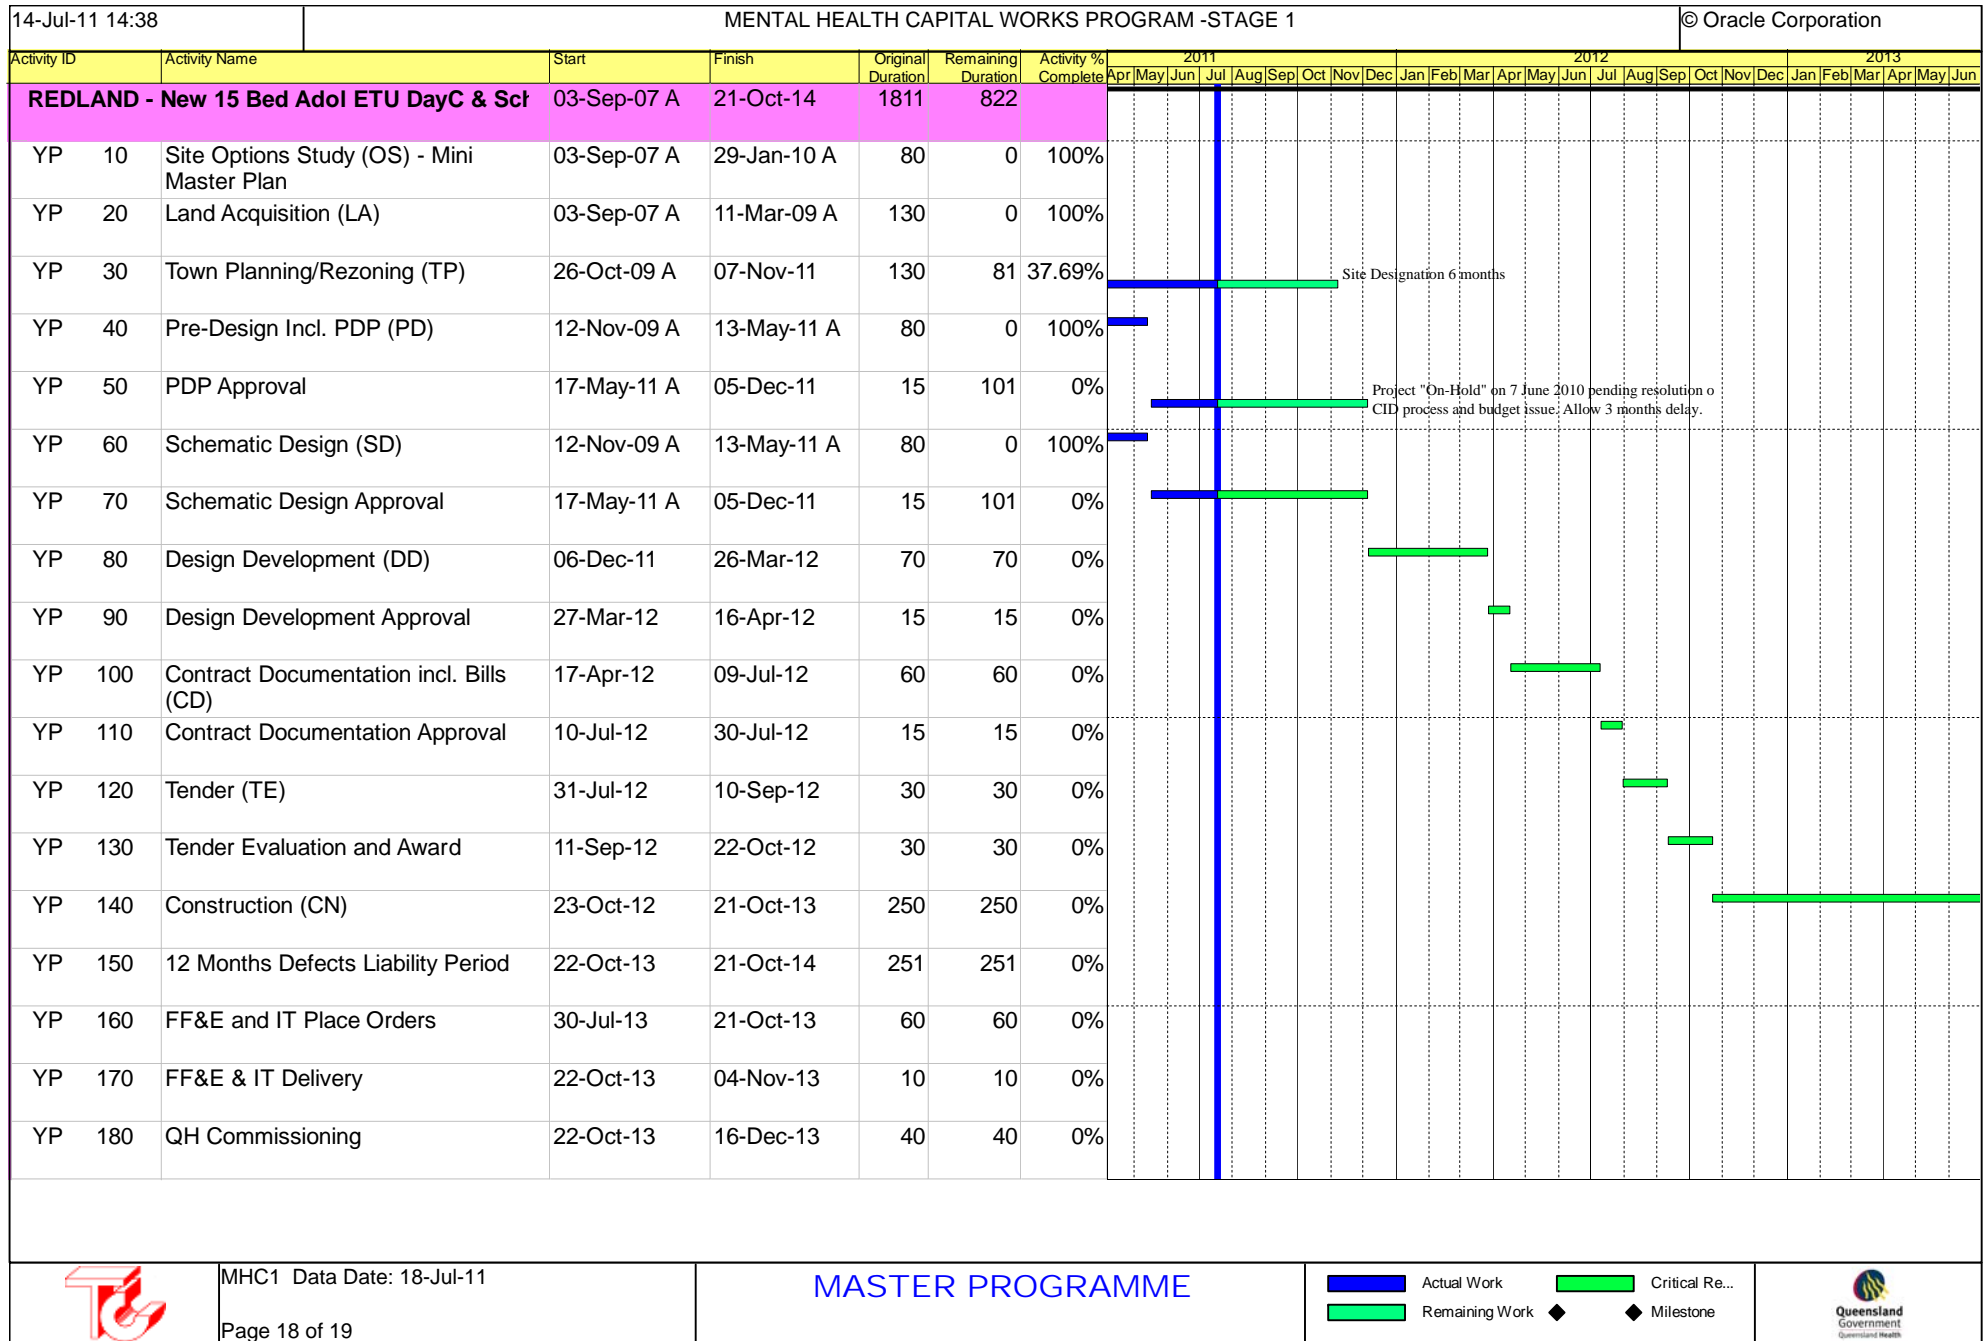 14-Jul-11 14:38 MENTAL HEALTH CAPITAL WORKS PROGRAM -STAGE 1 © Oracle Corporation
Activity ID Activity Name Start Finish Original Duration Remaining Duration Activity % Complete 2011 2012 2013
Apr May Jun Jul Aug Sep Oct Nov Dec Jan Feb Mar Apr May Jun Jul Aug Sep Oct Nov Dec Jan Feb Mar Apr May Jun
REDLAND - New 15 Bed Adol ETU DayC & Sch 03-Sep-07 A 21-Oct-14 1811 822
YP 10 Site Options Study (OS) - Mini Master Plan 03-Sep-07 A 29-Jan-10 A 80 0 100%
YP 20 Land Acquisition (LA) 03-Sep-07 A 11-Mar-09 A 130 0 100%
YP 30 Town Planning/Rezoning (TP) 26-Oct-09 A 07-Nov-11 130 81 37.69% Site Designation 6 months
YP 40 Pre-Design Incl. PDP (PD) 12-Nov-09 A 13-May-11 A 80 0 100%
YP 50 PDP Approval 17-May-11 A 05-Dec-11 15 101 0% Project "On-Hold" on 7 June 2010 pending resolution o
CID process and budget issue. Allow 3 months delay.
YP 60 Schematic Design (SD) 12-Nov-09 A 13-May-11 A 80 0 100%
YP 70 Schematic Design Approval 17-May-11 A 05-Dec-11 15 101 0%
YP 80 Design Development (DD) 06-Dec-11 26-Mar-12 70 70 0%
YP 90 Design Development Approval 27-Mar-12 16-Apr-12 15 15 0%
YP 100 Contract Documentation incl. Bills (CD) 17-Apr-12 09-Jul-12 60 60 0%
YP 110 Contract Documentation Approval 10-Jul-12 30-Jul-12 15 15 0%
YP 120 Tender (TE) 31-Jul-12 10-Sep-12 30 30 0%
YP 130 Tender Evaluation and Award 11-Sep-12 22-Oct-12 30 30 0%
YP 140 Construction (CN) 23-Oct-12 21-Oct-13 250 250 0%
YP 150 12 Months Defects Liability Period 22-Oct-13 21-Oct-14 251 251 0%
YP 160 FF&E and IT Place Orders 30-Jul-13 21-Oct-13 60 60 0%
YP 170 FF&E & IT Delivery 22-Oct-13 04-Nov-13 10 10 0%
YP 180 QH Commissioning 22-Oct-13 16-Dec-13 40 40 0%
MHC1 Data Date: 18-Jul-11
Page 18 of 19
MASTER PROGRAMME
Actual Work Critical Re...
Remaining Work Milestone
Queensland
Government
Queensland Health